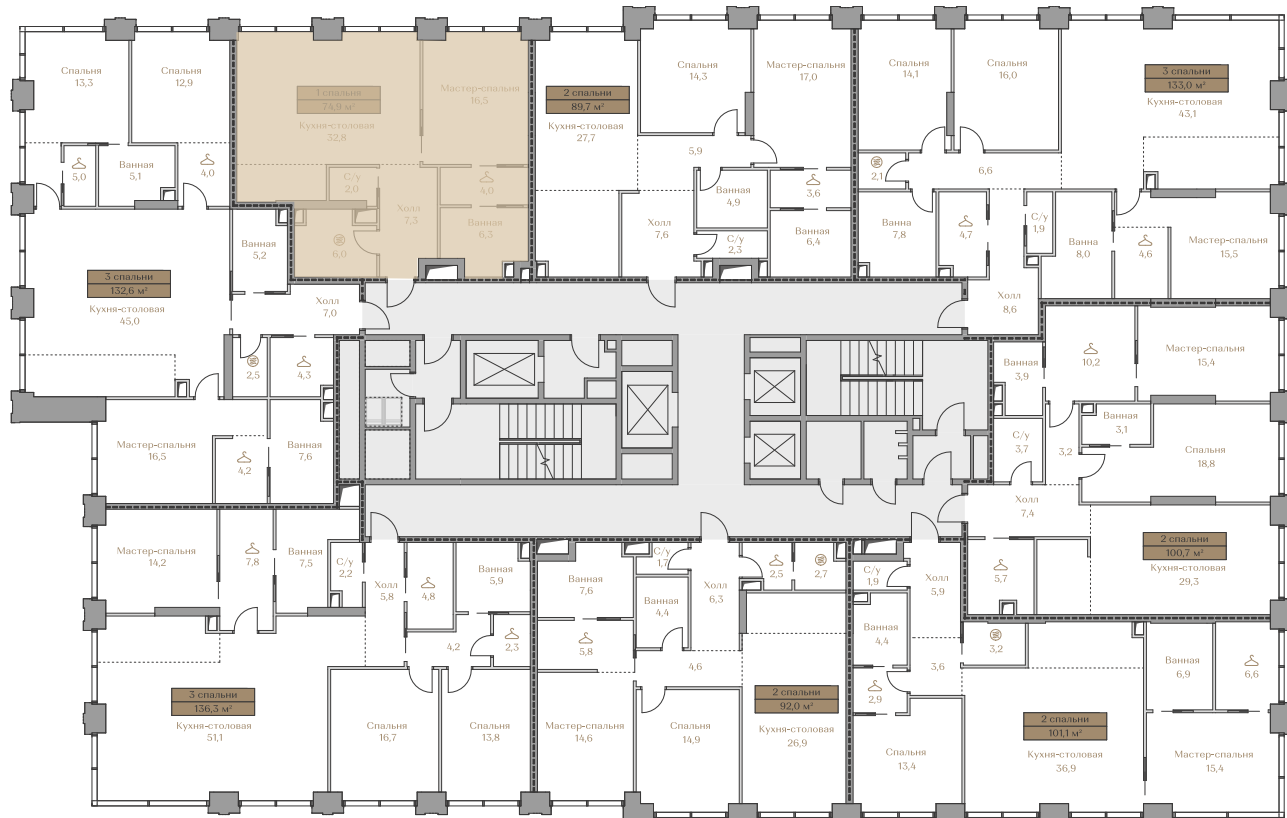 Спальня
13,3
Спальня
12,9
5,0
Ванная
5,1
4,0
3 спальни
132,6 м²
Кухня-столовая
45,0
Ванная
5,2
Холл
7,0
2,5
4,3
Мастер-спальня
16,5
4,2
Ванная
7,6
1 спальня
74,9 м²
Кухня-столовая
32,8
Мастер-спальня
16,5
С/у
2,0
4,0
Холл
7,3
Ванная
6,3
6,0
2 спальни
89,7 м²
Кухня-столовая
27,7
Спальня
14,3
Мастер-спальня
17,0
5,9
Ванная
4,9
3,6
Холл
7,6
С/у
2,3
Ванная
6,4
Спальня
14,1
Спальня
16,0
3 спальни
133,0 м²
Кухня-столовая
43,1
2,1
6,6
Ванна
7,8
4,7
С/у
1,9
Ванна
8,0
4,6
Мастер-спальня
15,5
Холл
8,6
Ванная
3,9
10,2
Мастер-спальня
15,4
Ванная
3,1
С/у
3,7
3,2
Спальня
18,8
Холл
7,4
2 спальни
100,7 м²
Кухня-столовая
29,3
5,7
Мастер-спальня
14,2
7,8
Ванная
7,5
С/у
2,2
Холл
5,8
4,8
Ванная
5,9
4,2
2,3
3 спальни
136,3 м²
Кухня-столовая
51,1
Спальня
16,7
Спальня
13,8
Ванная
7,6
С/у
1,7
Холл
6,3
2,5
2,7
Ванная
4,4
5,8
4,6
Мастер-спальня
14,6
Спальня
14,9
2 спальни
92,0 м²
Кухня-столовая
26,9
С/у
1,9
Холл
5,9
Ванная
4,4
3,6
3,2
2,9
Спальня
13,4
2 спальни
101,1 м²
Кухня-столовая
36,9
Ванная
6,9
6,6
Мастер-спальня
15,4